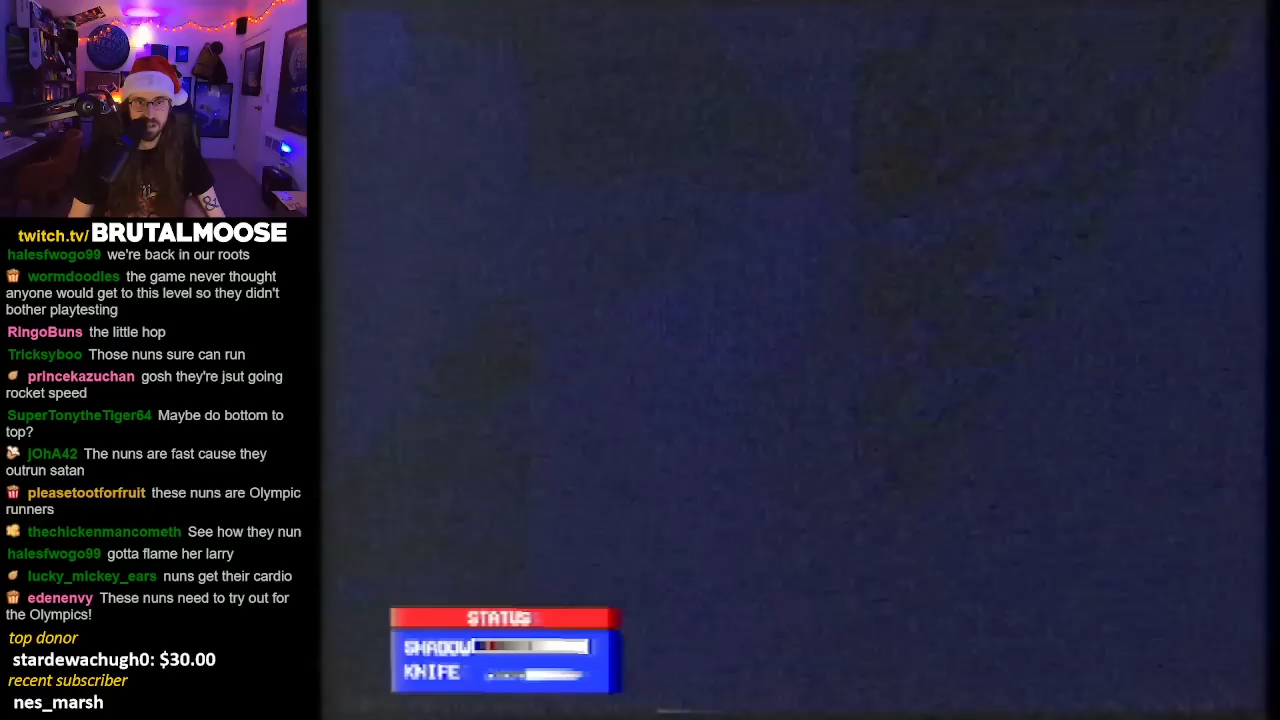 twitch.tv/BRUTALMOOSE
halesfwogo99 we're back in our roots
wormdoodles the game never thought
anyone would get to this level so they didn't
bother playtesting
RingoBuns the little hop
Tricksyboo Those nuns sure can run
princekazuchan gosh they're jsut going
rocket speed
SuperTonytheTiger64 Maybe do bottom to
top?
jOhA42 The nuns are fast cause they
outrun satan
pleasetootforfruit these nuns are Olympic
runners
thechickenmancometh See how they nun
halesfwogo99 gotta flame her larry
lucky_mickey_ears nuns get their cardio
edenenvy These nuns need to try out for
the Olympics!
top donor
stardewachugh0: $30.00
recent subscriber
nes_marsh
STATUS
SHADOW
KNIFE